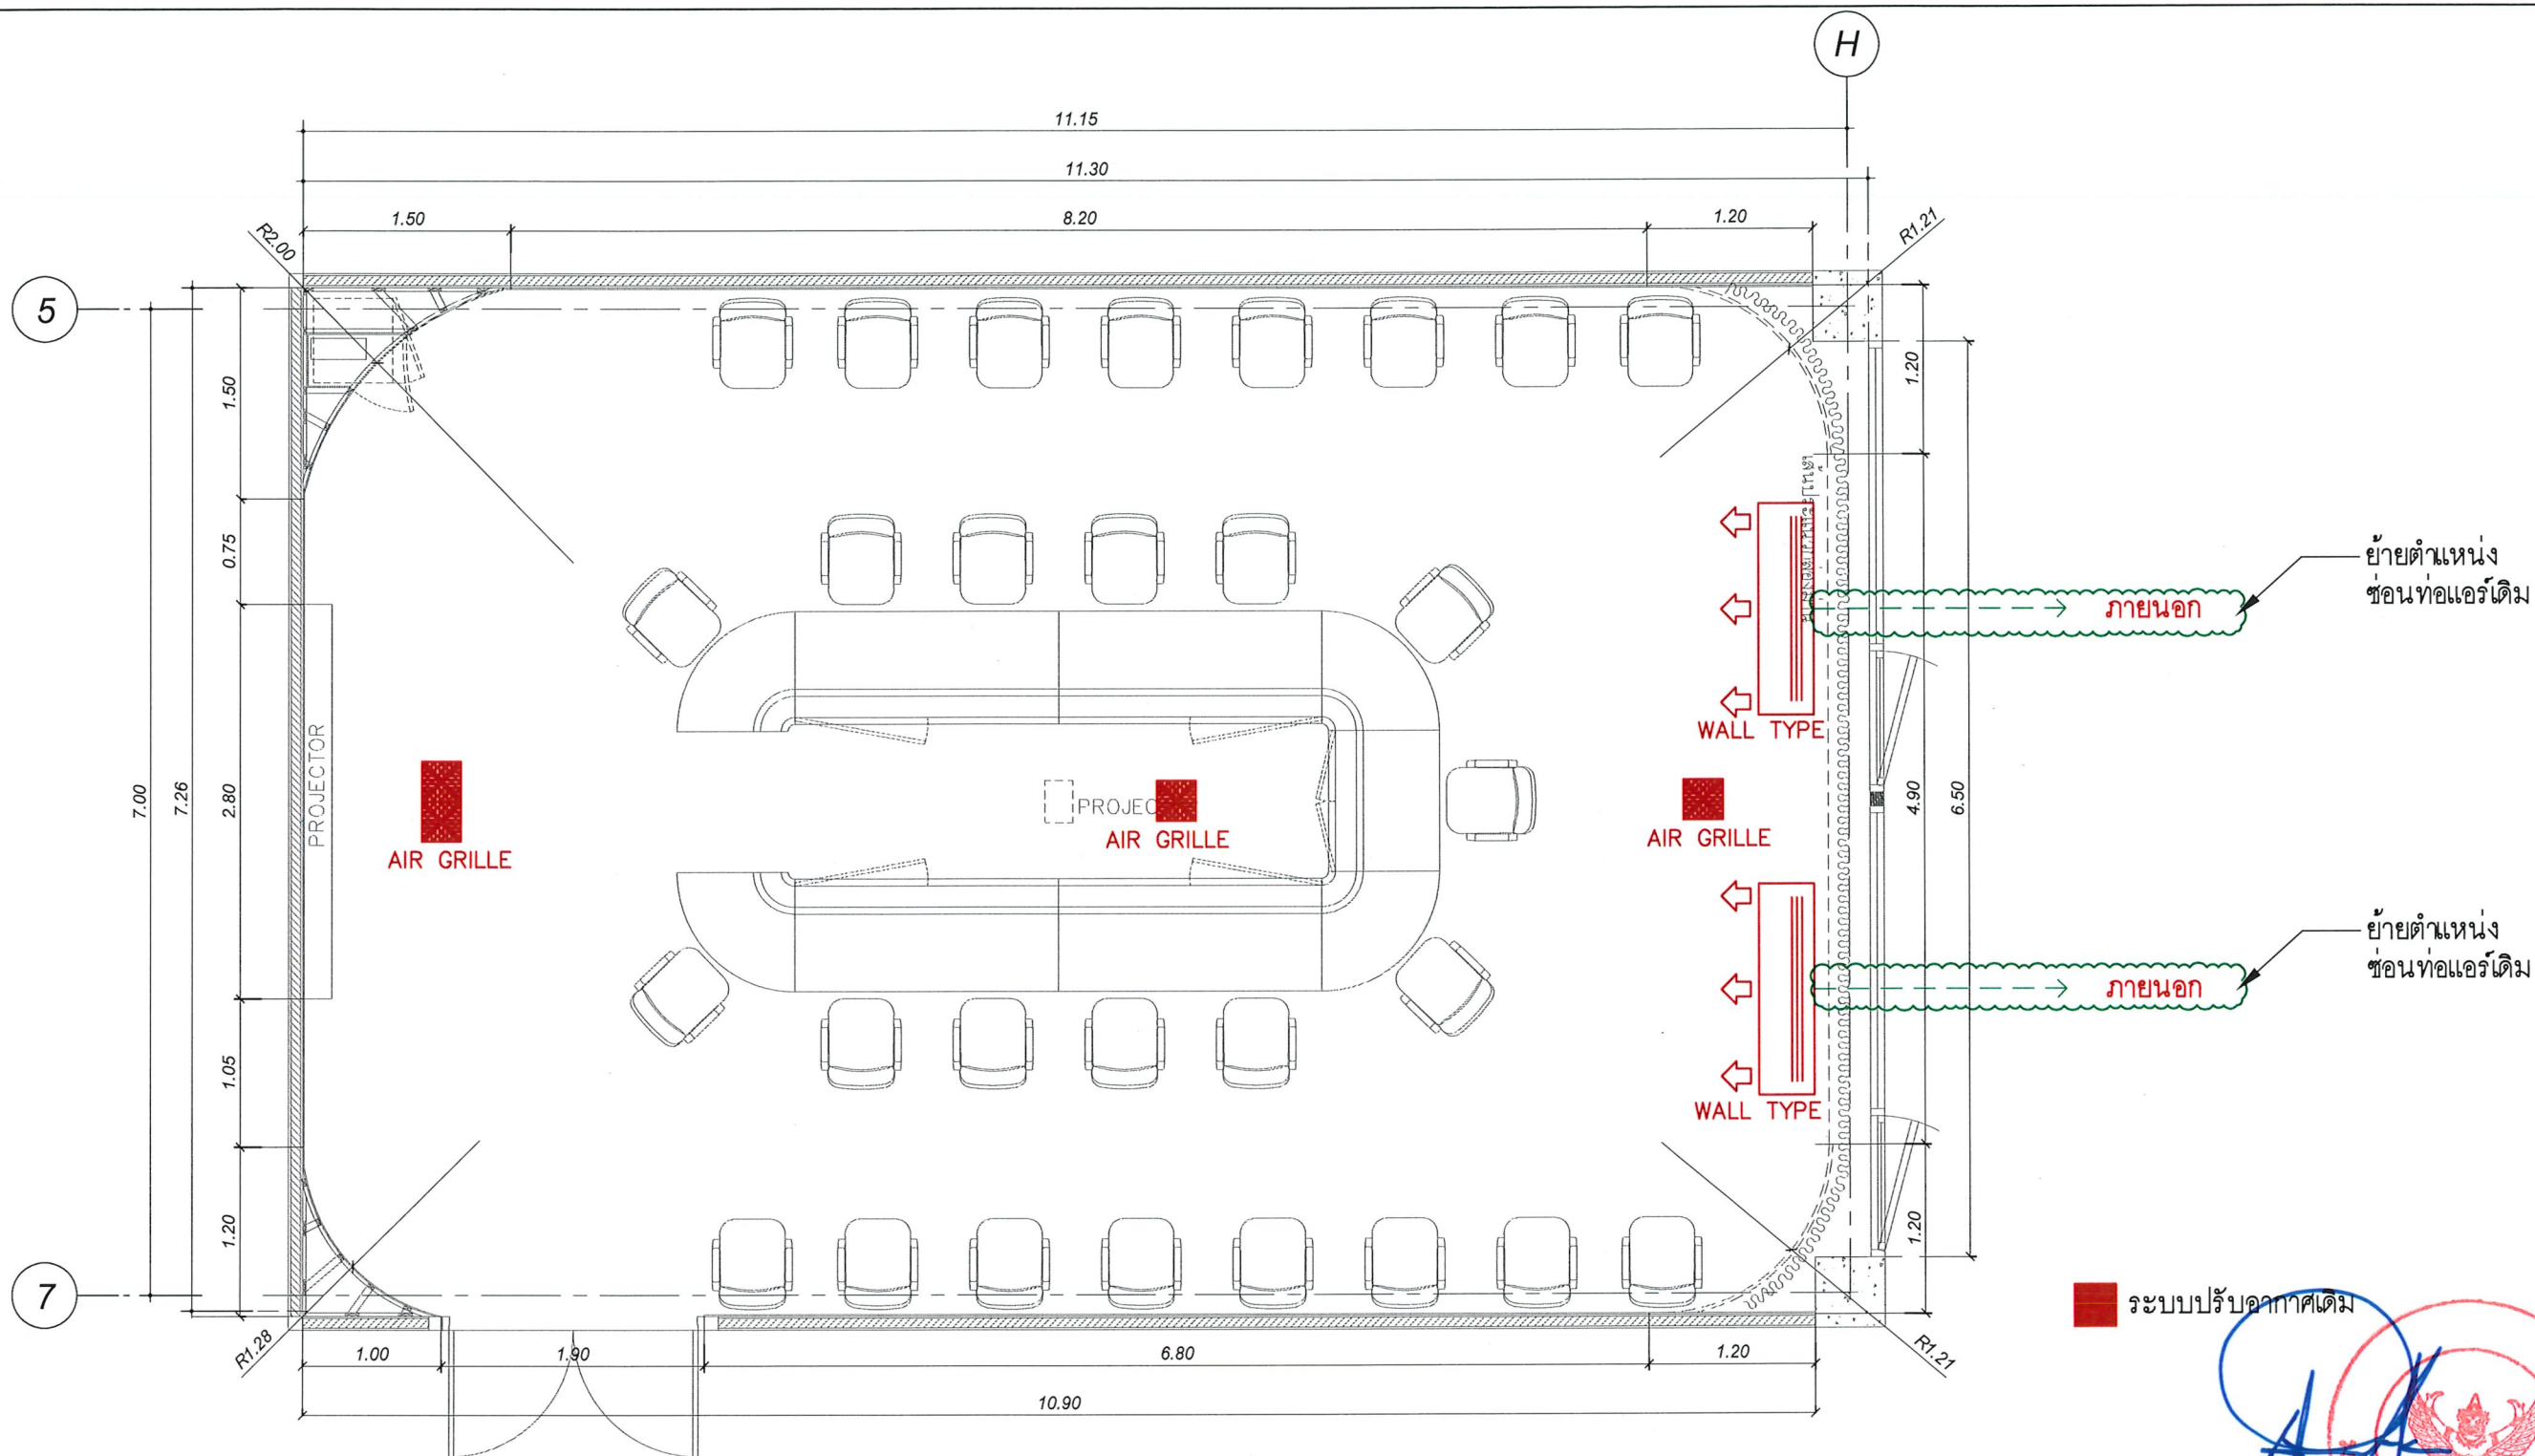 H
11.15
11.30
1.50
8.20
1.20
R2.00
R1.21
5
1.50
1.20
0.75
ย้ายตำแหน่ง
ซ่อนท่อแอร์เดิม
ภายนอก
WALL TYPE
7.00
7.26
2.80
PROJECTOR
AIR GRILLE
PROJEC
AIR GRILLE
AIR GRILLE
4.90
6.50
ย้ายตำแหน่ง
ซ่อนท่อแอร์เดิม
ภายนอก
WALL TYPE
1.05
1.20
1.20
7
ระบบปรับอากาศเดิม
R1.28
1.00
1.90
6.80
1.20
R1.21
10.90